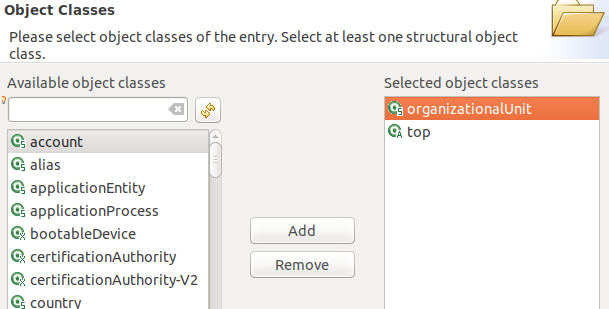 Object Classes
Please select object classes of the entry. Select at least one structural object
class.
Available object classes
Selected object classes
account
alias
applicationEntity
applicationProcess
bootableDevice
certificationAuthority
certificationAuthority-V2
country
Add
Remove
organizationalUnit
top